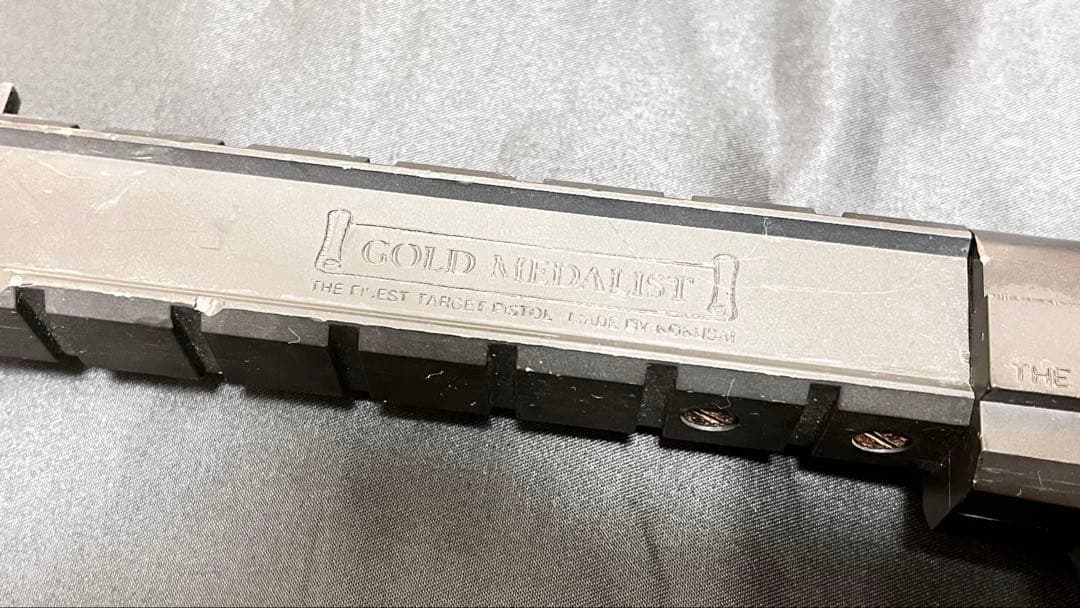 GOLD MEDALIST
THE FINEST TARGET PISTOL MADE BY KOKUSAI
THE